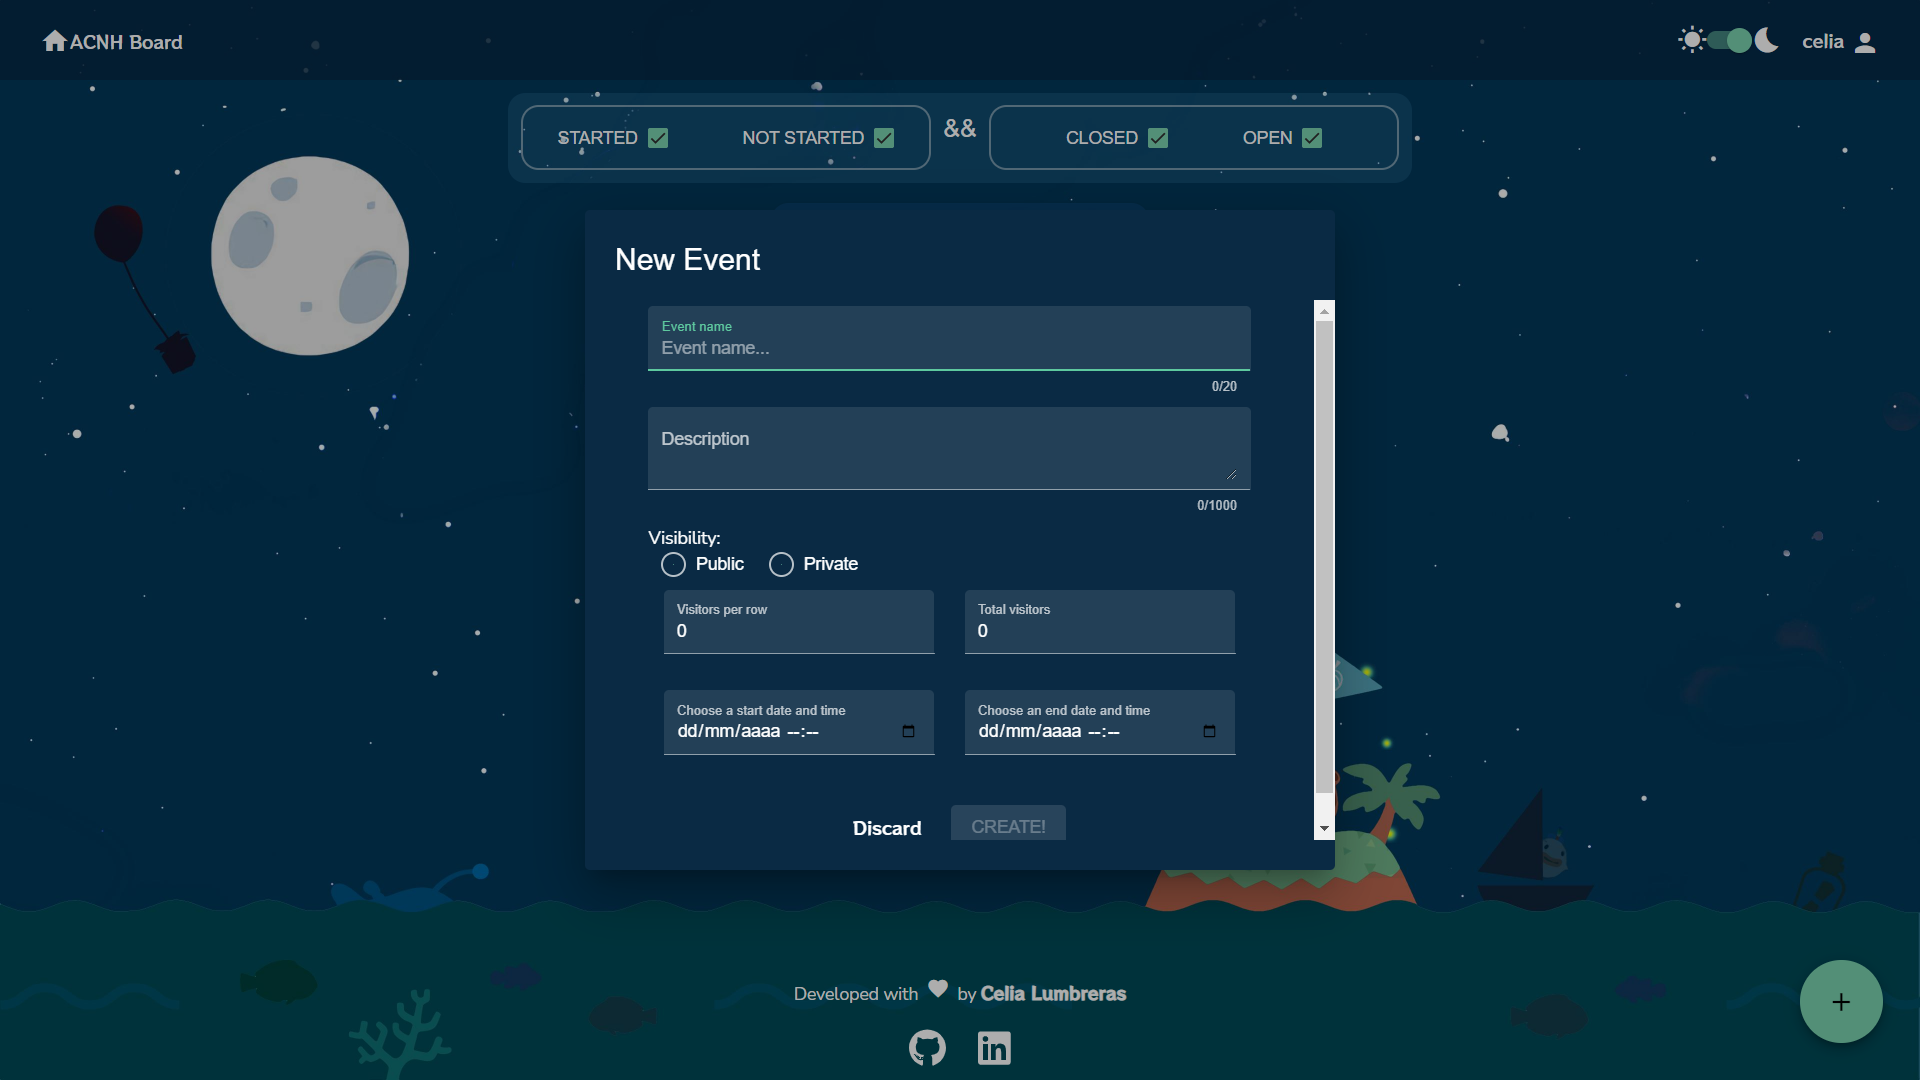 ACNH Board
celia
STARTED NOT STARTED && CLOSED OPEN
New Event
Event name
Event name...
0/20
Description
0/1000
Visibility:
Public Private
Visitors per row Total visitors
0 0
Choose a start date and time Choose an end date and time
dd/mm/aaaa --:-- dd/mm/aaaa --:--
Discard CREATE!
+
Developed with by Celia Lumbreras
in